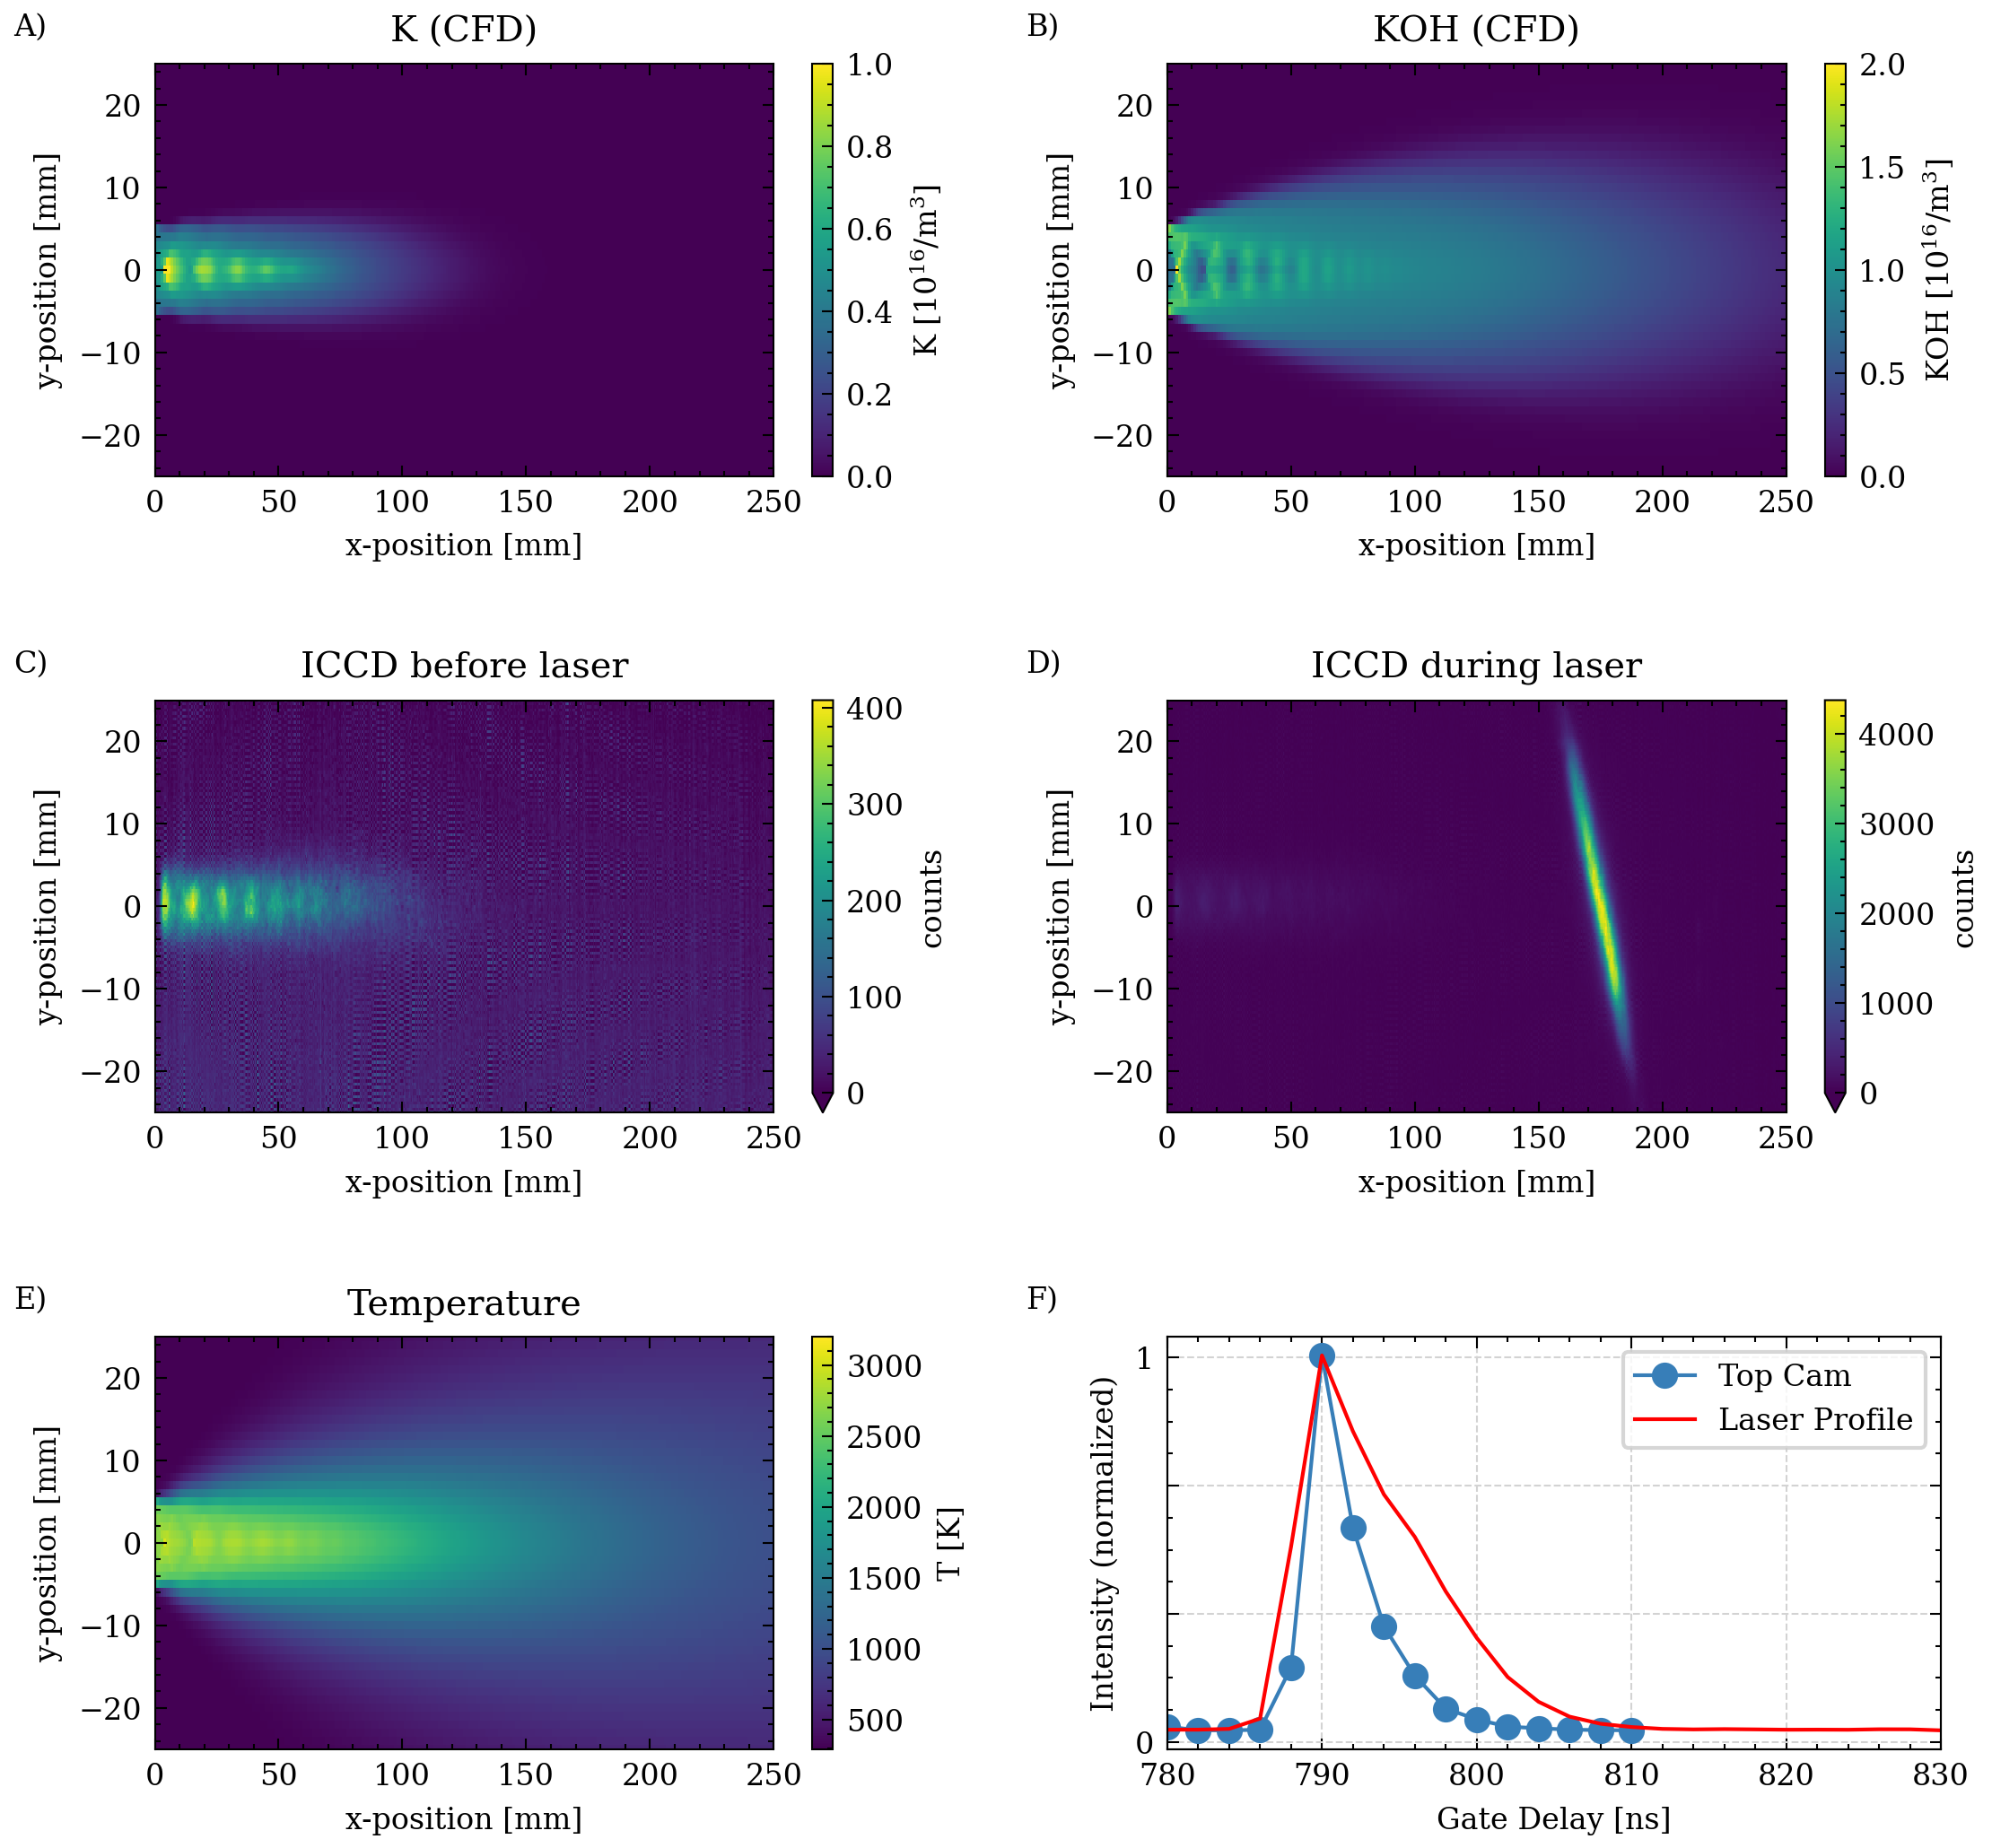 A)
K (CFD)
20
10
0
−10
−20
y-position [mm]
0 50 100 150 200 250
x-position [mm]
1.0
0.8
0.6
0.4
0.2
0.0
K [10¹⁶/m³]
B)
KOH (CFD)
20
10
0
−10
−20
y-position [mm]
0 50 100 150 200 250
x-position [mm]
2.0
1.5
1.0
0.5
0.0
KOH [10¹⁶/m³]
C)
ICCD before laser
20
10
0
−10
−20
y-position [mm]
0 50 100 150 200 250
x-position [mm]
400
300
200
100
0
counts
D)
ICCD during laser
20
10
0
−10
−20
y-position [mm]
0 50 100 150 200 250
x-position [mm]
4000
3000
2000
1000
0
counts
E)
Temperature
20
10
0
−10
−20
y-position [mm]
0 50 100 150 200 250
x-position [mm]
3000
2500
2000
1500
1000
500
T [K]
F)
1
0
Intensity (normalized)
Top Cam
Laser Profile
780 790 800 810 820 830
Gate Delay [ns]